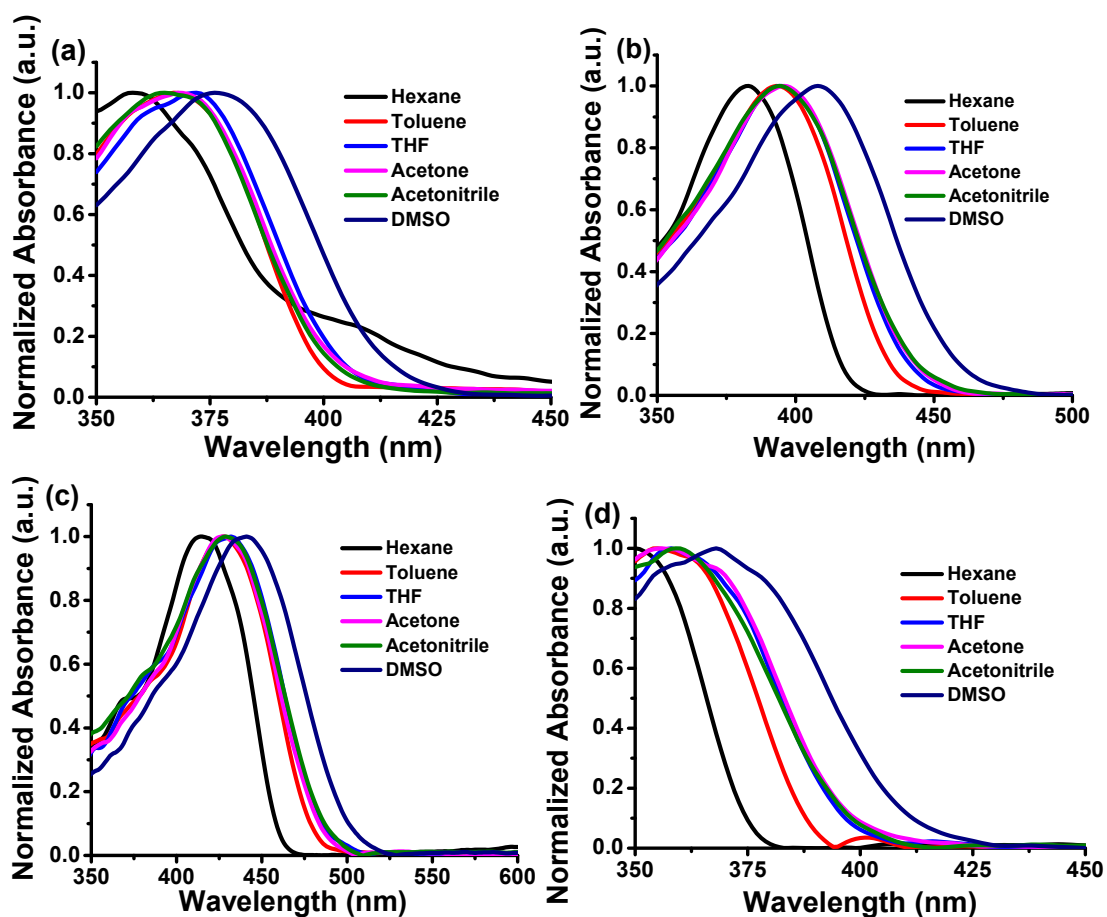 (a)
Normalized Absorbance (a.u.)
1.0
0.8
0.6
0.4
0.2
0.0
350 375 400 425 450
Wavelength (nm)
Hexane
Toluene
THF
Acetone
Acetonitrile
DMSO
(b)
Normalized Absorbance (a.u.)
1.0
0.8
0.6
0.4
0.2
0.0
350 400 450 500
Wavelength (nm)
Hexane
Toluene
THF
Acetone
Acetonitrile
DMSO
(c)
Normalized Absorbance (a.u.)
1.0
0.8
0.6
0.4
0.2
0.0
350 400 450 500 550 600
Wavelength (nm)
Hexane
Toluene
THF
Acetone
Acetonitrile
DMSO
(d)
Normalized Absorbance (a.u.)
1.0
0.8
0.6
0.4
0.2
0.0
350 375 400 425 450
Wavelength (nm)
Hexane
Toluene
THF
Acetone
Acetonitrile
DMSO